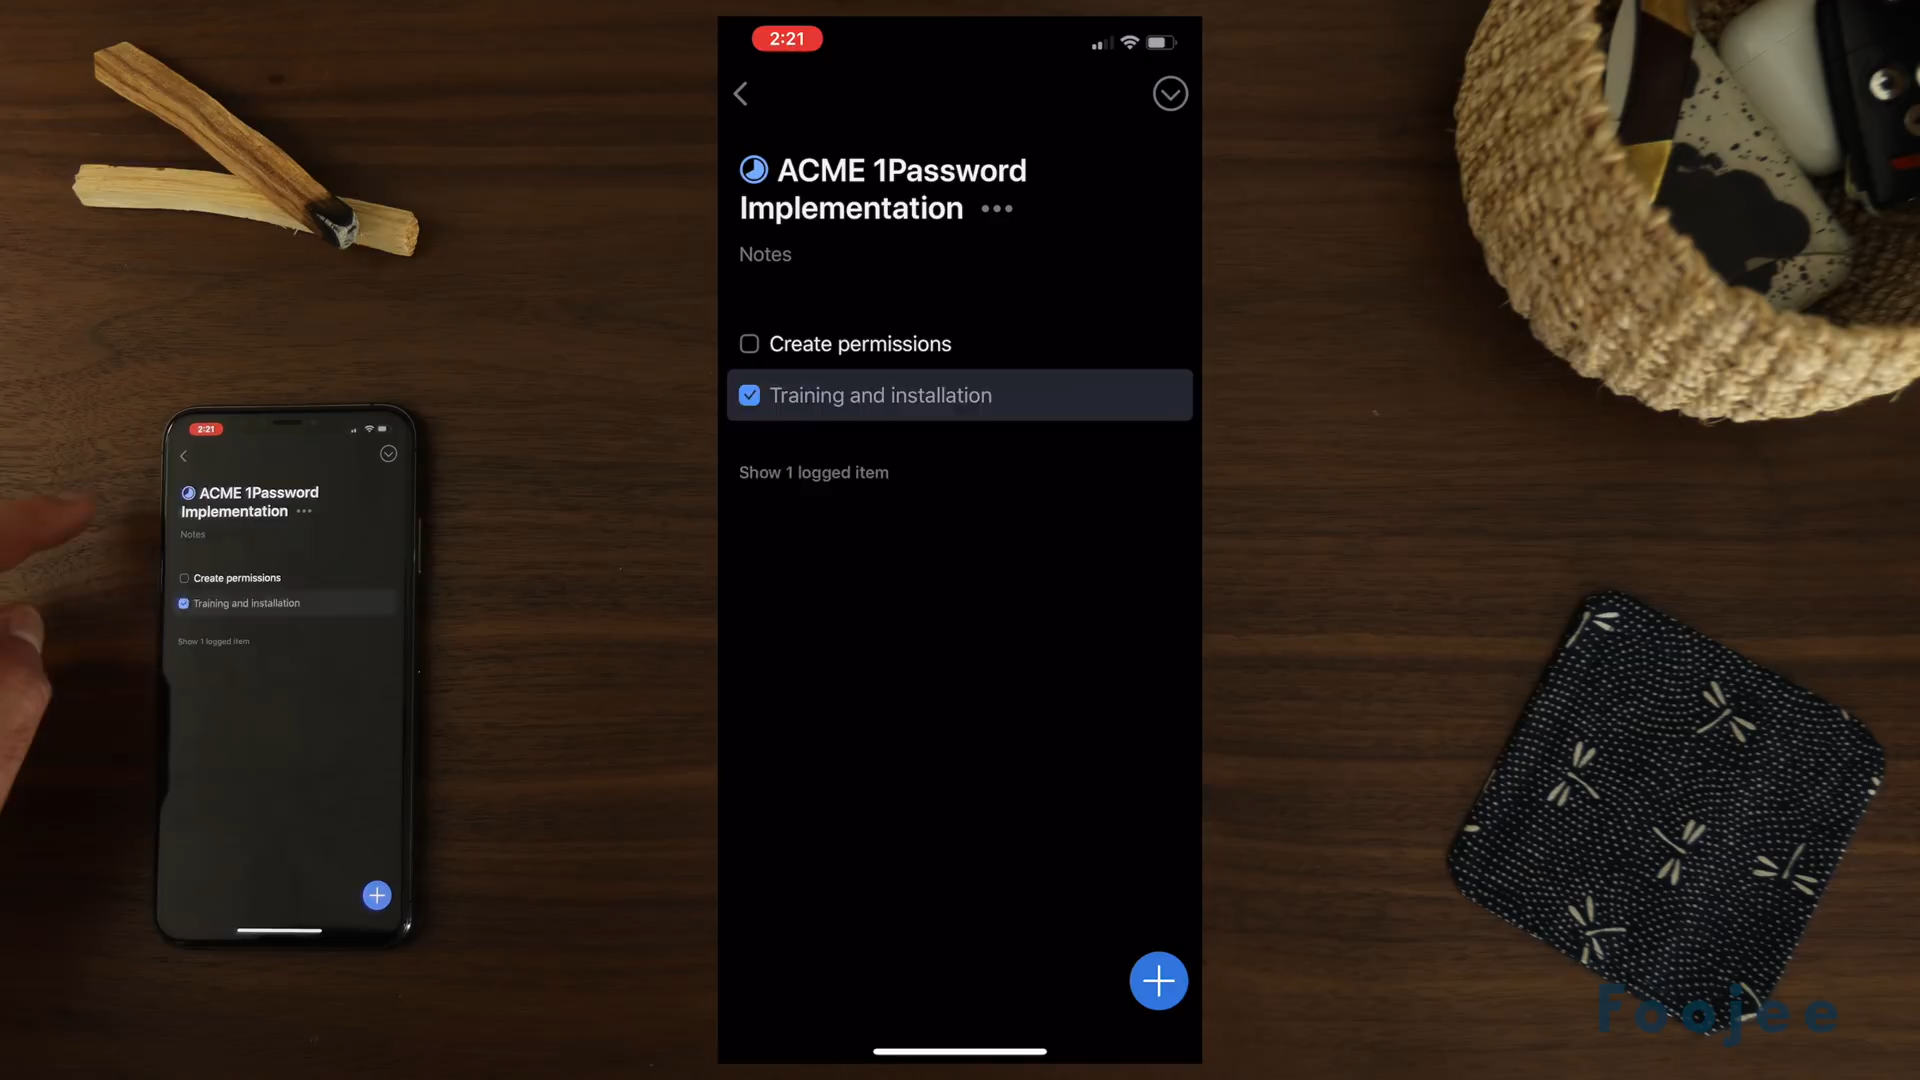 2:21
ACME 1Password
Implementation
Notes
Create permissions
Training and installation
Show 1 logged item
2:21
ACME 1Password
Implementation
Notes
Create permissions
Training and installation
Show 1 logged item
Foojee